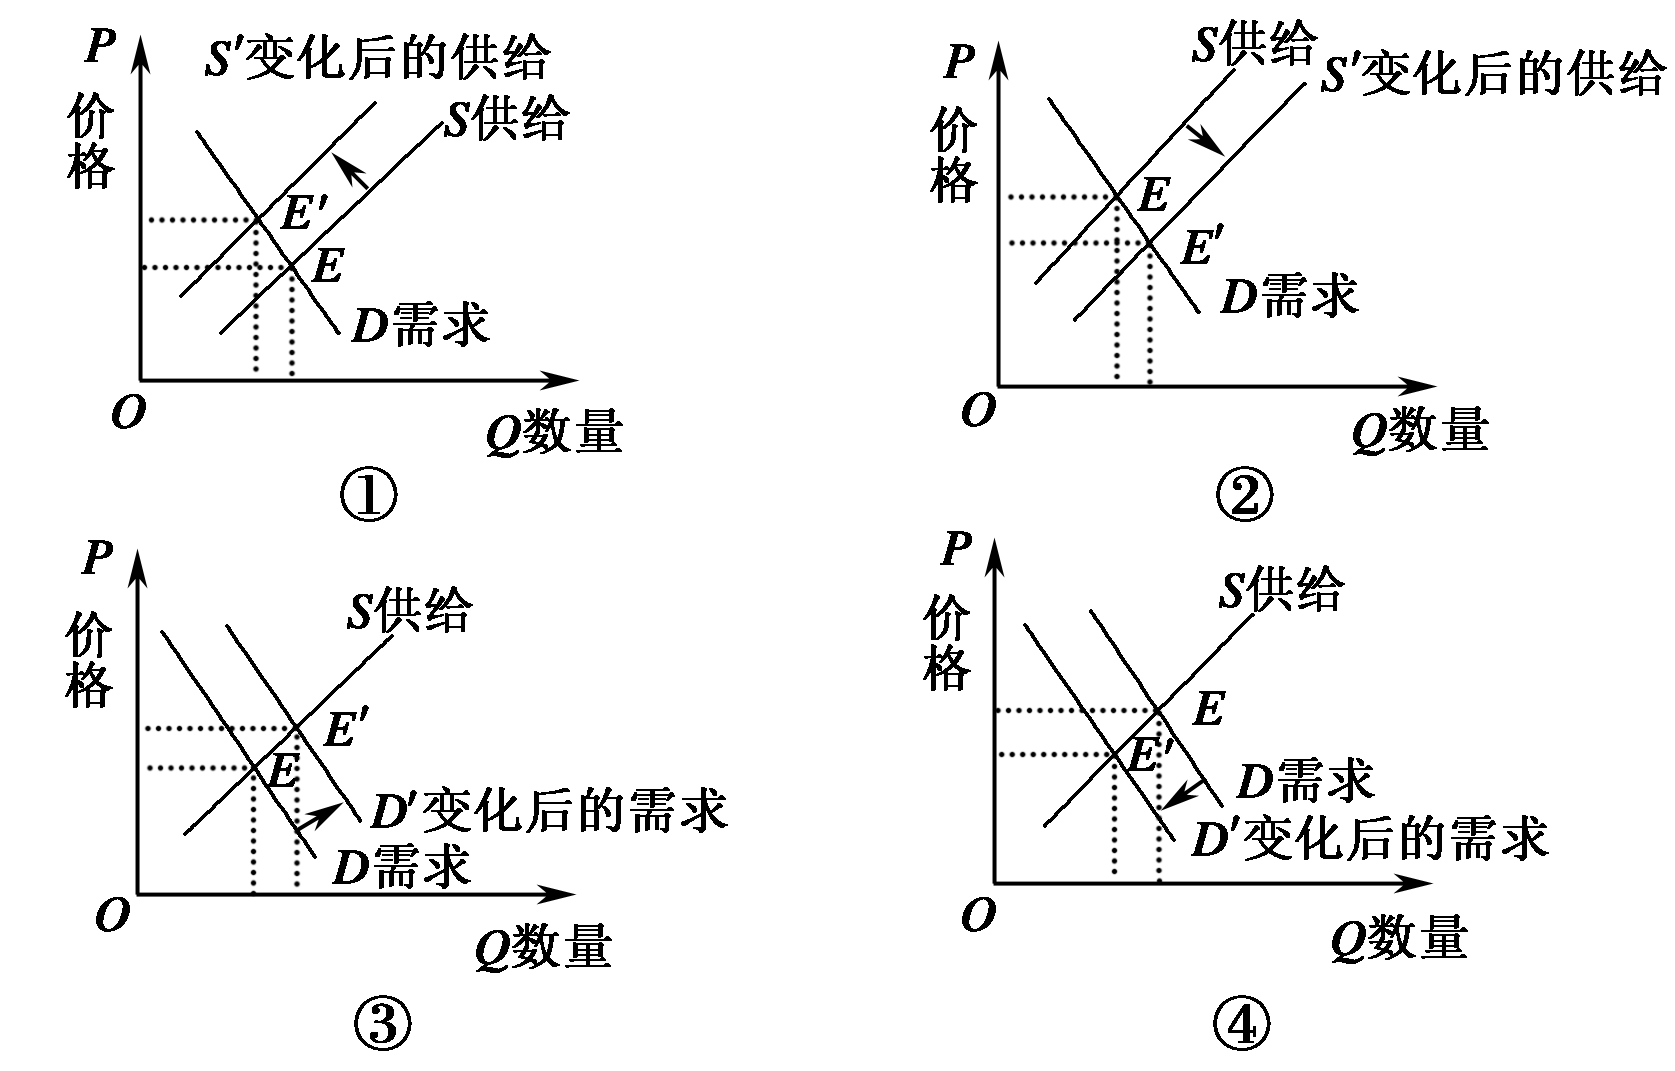 P
价格
S′变化后的供给
S供给
E′
E
D需求
O
Q数量
①
P
价格
S供给
S′变化后的供给
E
E′
D需求
O
Q数量
②
P
价格
S供给
E′
E
D′变化后的需求
D需求
O
Q数量
③
P
价格
S供给
E
E′
D需求
D′变化后的需求
O
Q数量
④